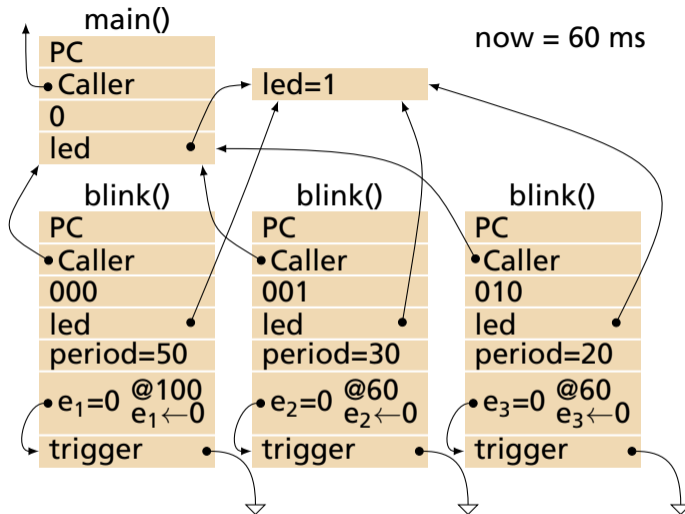 main()
PC
Caller
0
led
led=1
now = 60 ms
blink()
PC
Caller
000
led
period=50
e₁=0 @100
e₁←0
trigger
blink()
PC
Caller
001
led
period=30
e₂=0 @60
e₂←0
trigger
blink()
PC
Caller
010
led
period=20
e₃=0 @60
e₃←0
trigger